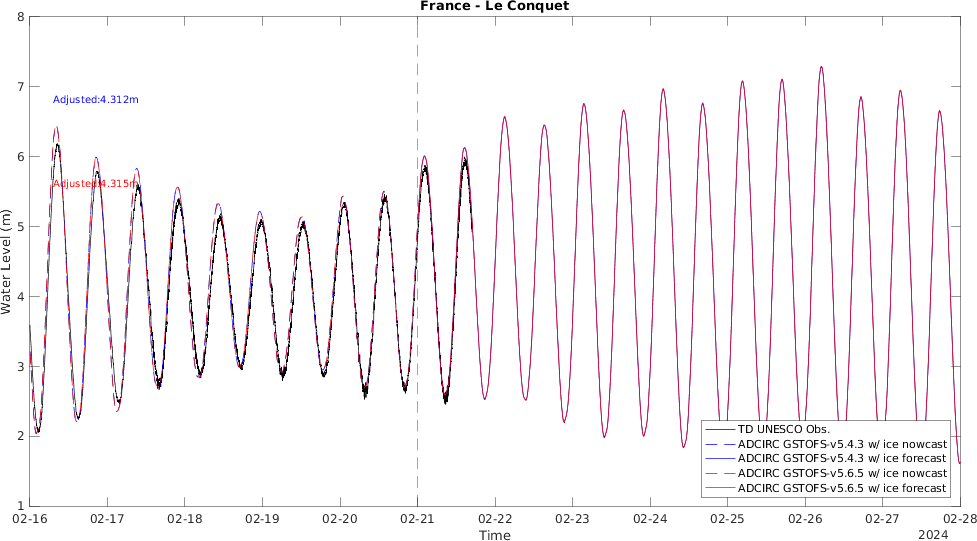 France - Le Conquet
8
7
6
5
4
3
2
1
Water Level (m)
Adjusted:4.312m
Adjusted:4.315m
TD UNESCO Obs.
ADCIRC GSTOFS-v5.4.3 w/ ice nowcast
ADCIRC GSTOFS-v5.4.3 w/ ice forecast
ADCIRC GSTOFS-v5.6.5 w/ ice nowcast
ADCIRC GSTOFS-v5.6.5 w/ ice forecast
02-16 02-17 02-18 02-19 02-20 02-21 02-22 02-23 02-24 02-25 02-26 02-27 02-28
Time
2024